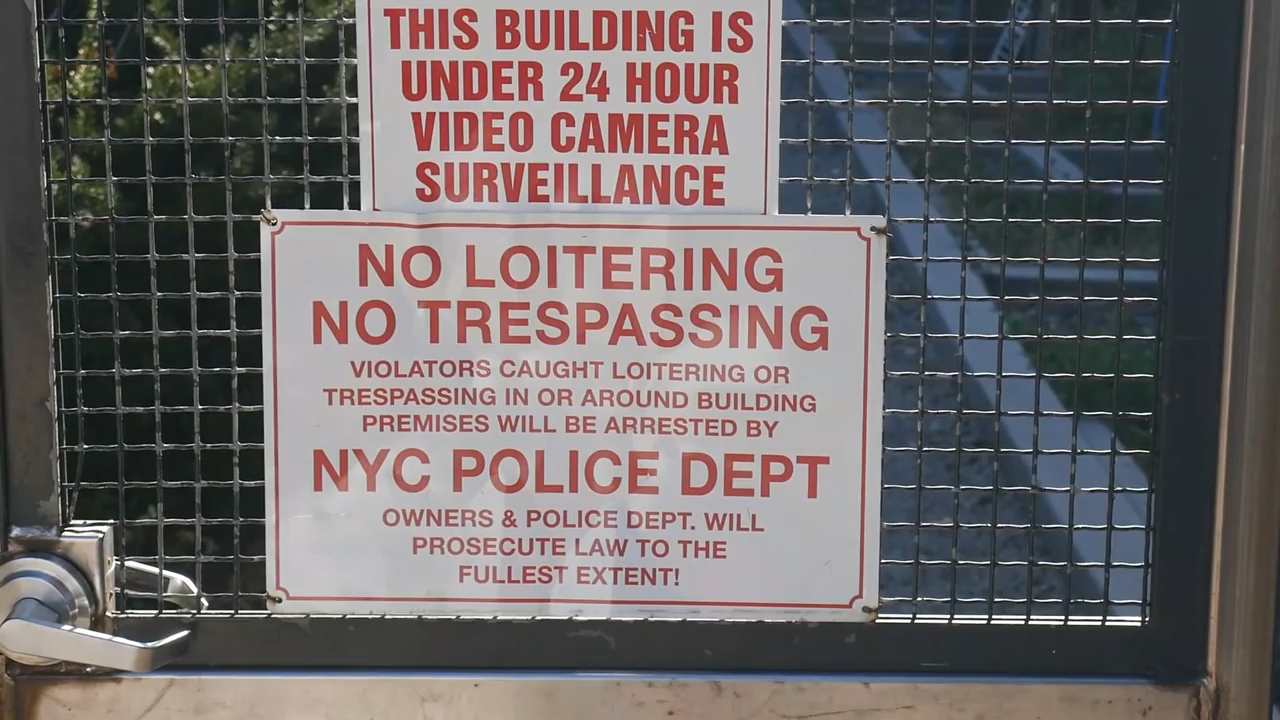 THIS BUILDING IS
UNDER 24 HOUR
VIDEO CAMERA
SURVEILLANCE
NO LOITERING
NO TRESPASSING
VIOLATORS CAUGHT LOITERING OR
TRESPASSING IN OR AROUND BUILDING
PREMISES WILL BE ARRESTED BY
NYC POLICE DEPT
OWNERS & POLICE DEPT. WILL
PROSECUTE LAW TO THE
FULLEST EXTENT!